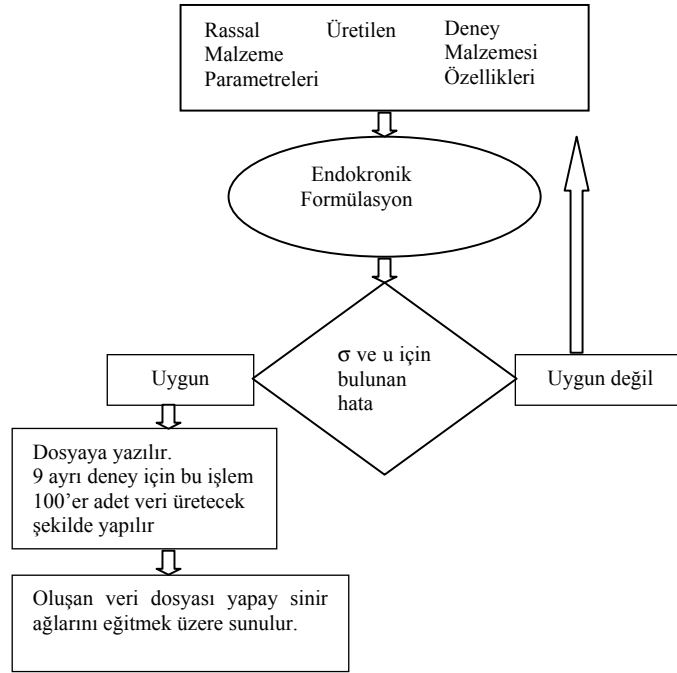 Rassal Üretilen Deney
Malzeme Malzemesi
Parametreleri Özellikleri
Endokronik
Formülasyon
σ ve u için
bulunan
hata
Uygun
Uygun değil
Dosyaya yazılır.
9 ayrı deney için bu işlem
100’er adet veri üretecek
şekilde yapılır
Oluşan veri dosyası yapay sinir
ağlarını eğitmek üzere sunulur.